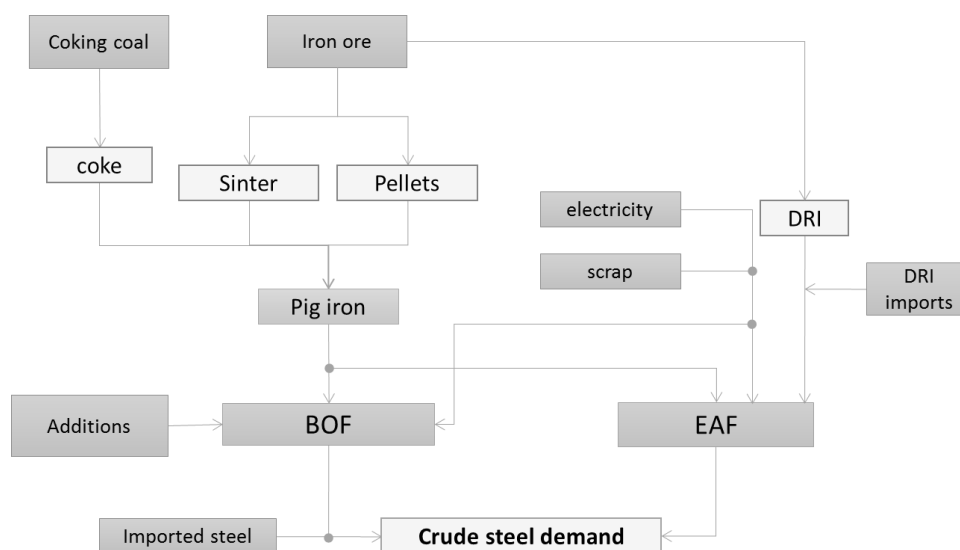 Coking coal
Iron ore
coke
Sinter
Pellets
electricity
DRI
scrap
DRI
imports
Pig iron
Additions
BOF
EAF
Imported steel
Crude steel demand